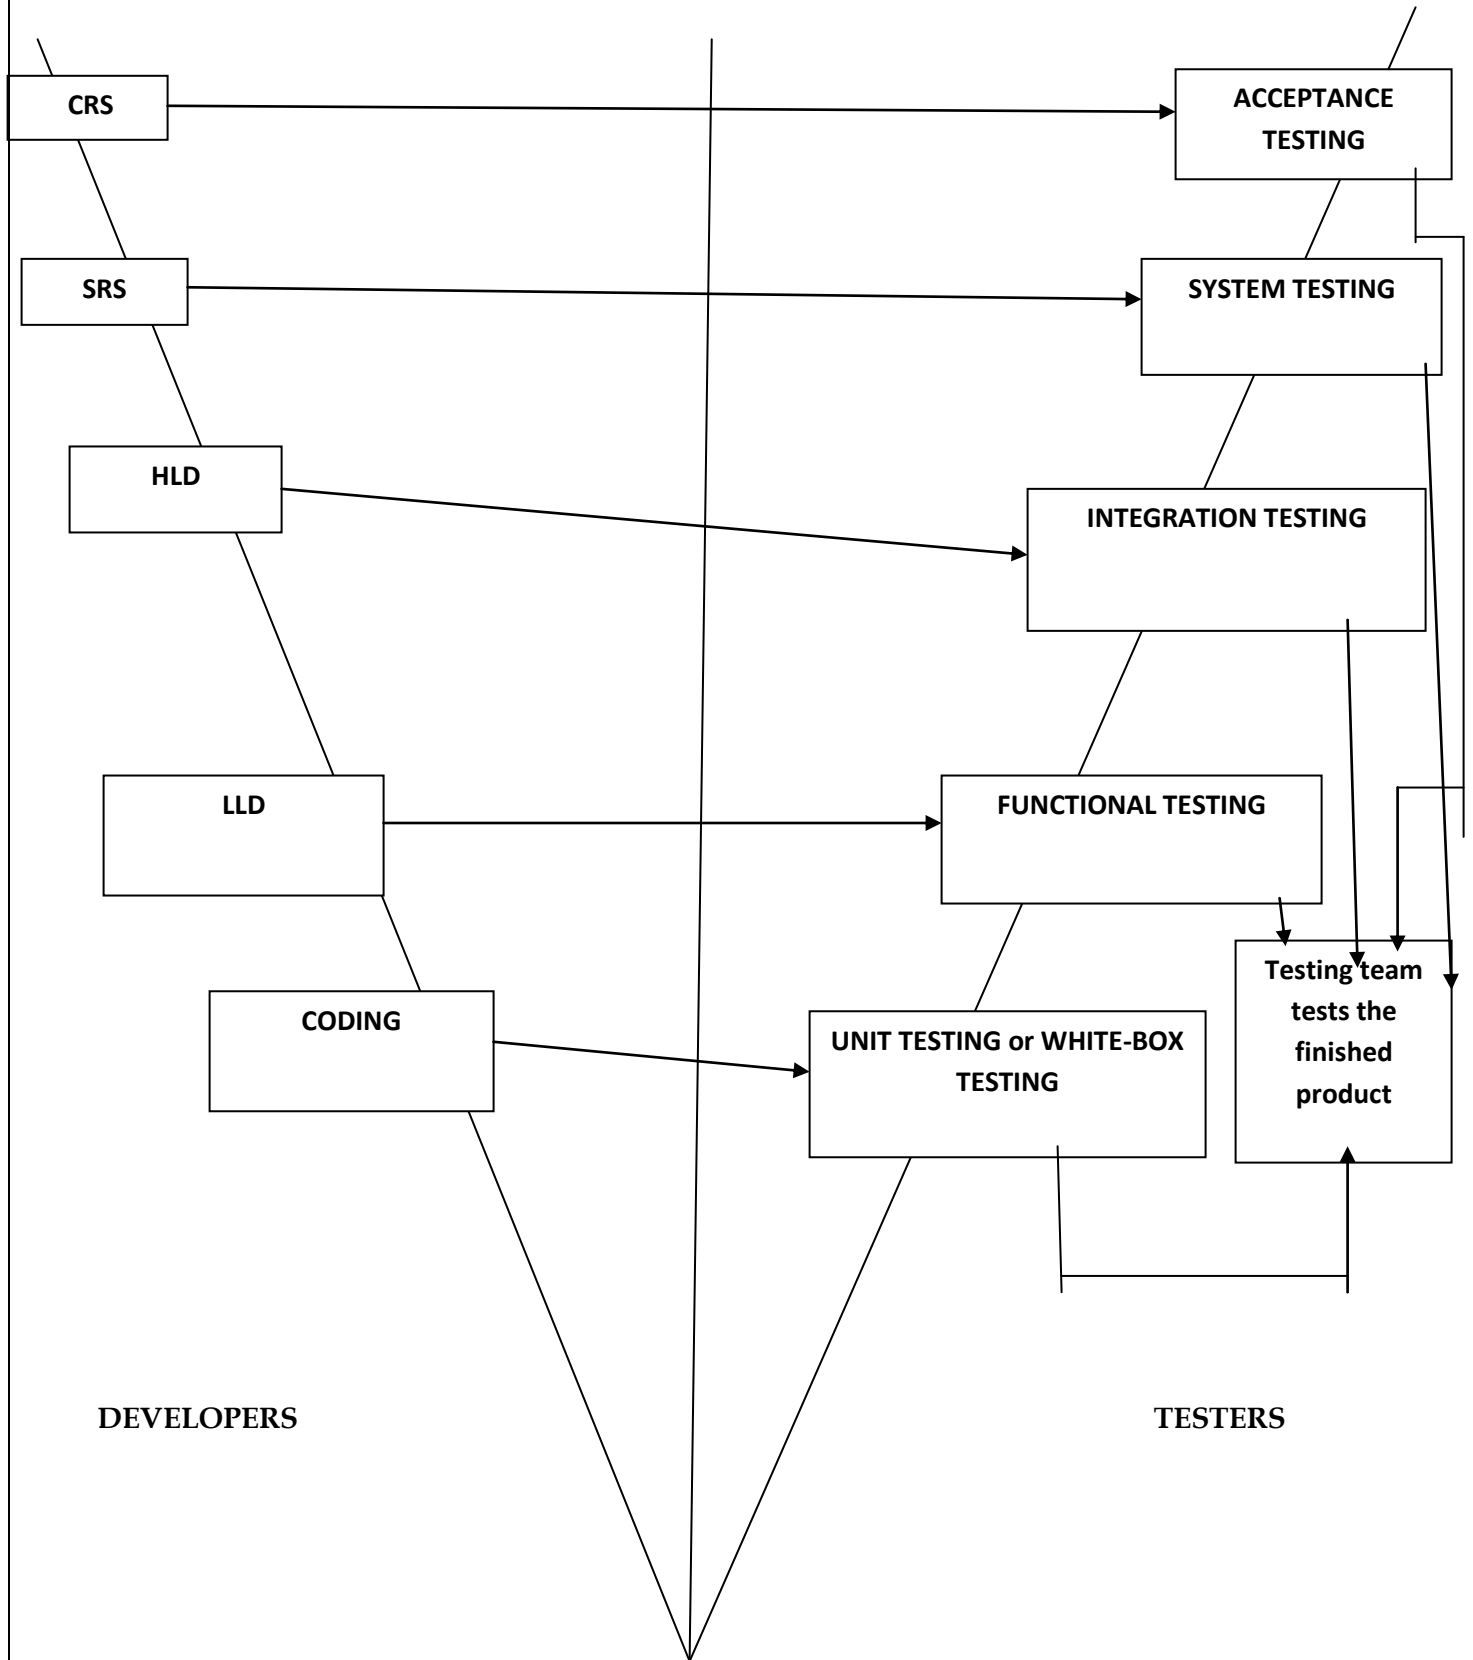 CRS
ACCEPTANCE
TESTING
SRS
SYSTEM TESTING
HLD
INTEGRATION TESTING
LLD
FUNCTIONAL TESTING
CODING
UNIT TESTING or WHITE-BOX
TESTING
Testing team
tests the
finished
product
DEVELOPERS
TESTERS